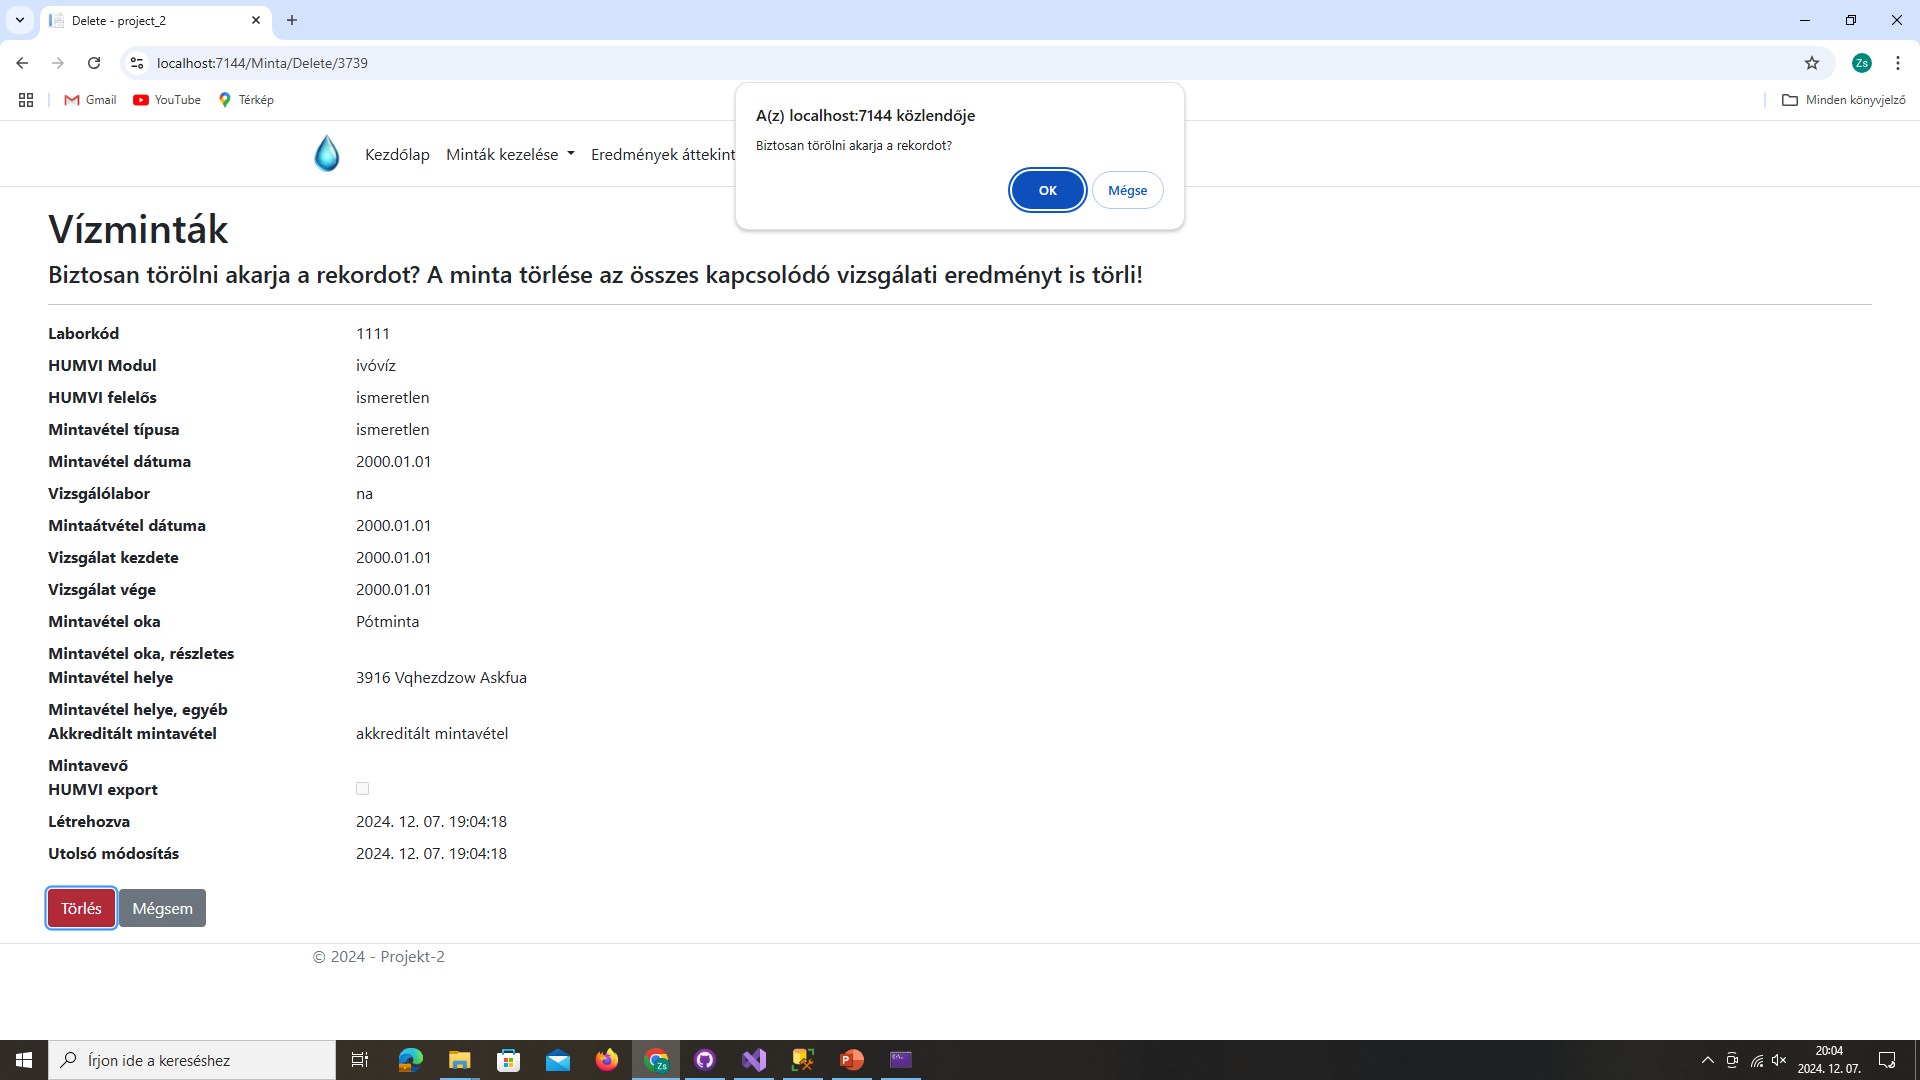 Delete - project_2
localhost:7144/Minta/Delete/3739
Zs
Gmail
YouTube
Térkép
Minden könyvjelző
A(z) localhost:7144 közlendője
Biztosan törölni akarja a rekordot?
OK
Mégse
Kezdőlap
Minták kezelése
Eredmények áttekint
Vízminták
Biztosan törölni akarja a rekordot? A minta törlése az összes kapcsolódó vizsgálati eredményt is törli!
Laborkód 1111
HUMVI Modul ivóvíz
HUMVI felelős ismeretlen
Mintavétel típusa ismeretlen
Mintavétel dátuma 2000.01.01
Vizsgálólabor na
Mintaátvétel dátuma 2000.01.01
Vizsgálat kezdete 2000.01.01
Vizsgálat vége 2000.01.01
Mintavétel oka Pótminta
Mintavétel oka, részletes
Mintavétel helye 3916 Vqhezdzow Askfua
Mintavétel helye, egyéb
Akkreditált mintavétel akkreditált mintavétel
Mintavevő
HUMVI export
Létrehozva 2024. 12. 07. 19:04:18
Utolsó módosítás 2024. 12. 07. 19:04:18
Törlés
Mégsem
© 2024 - Projekt-2
Írjon ide a kereséshez
Zs
20:04
2024. 12. 07.